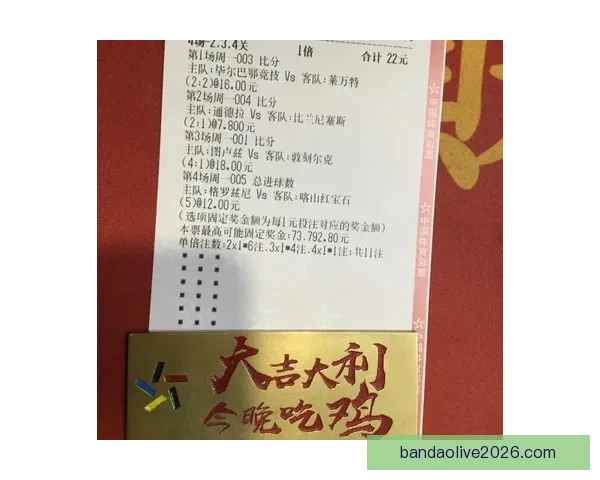 4场-2.3.4关 1倍 合计 22元
第1场周一003 比分
主队:毕尔巴鄂竞技 Vs 客队:莱万特
(2:2)@16.00元
第2场周一004 比分
主队:通德拉 Vs 客队:比兰尼塞斯
(2:1)@7.800元
第3场周一001 比分
主队:图卢兹 Vs 客队:敦刻尔克
(4:1)@18.00元
第4场周一005 总进球数
主队:格罗兹尼 Vs 客队:喀山红宝石
(5)@12.00元
(选项固定奖金额为每1元投注对应的奖金额)
本票最高可能固定奖金:73,792.80元
单倍注数:2x1*6注,3x1*4注,4x1*1注;共11注
中国体育彩票
中国体育彩票
大吉大利
今晚吃鸡
bandaolive2026.com